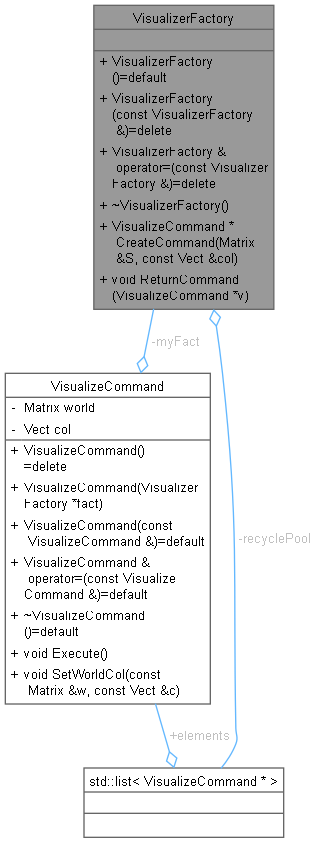 VisualizerFactory
+ VisualizerFactory
()=default
+ VisualizerFactory
(const VisualizerFactory
&)=delete
+ VisualizerFactory &
operator=(const Visualizer
Factory &)=delete
+ ~VisualizerFactory()
+ VisualizeCommand *
CreateCommand(Matrix
&S, const Vect &col)
+ void ReturnCommand
(VisualizeCommand *v)
-myFact
VisualizeCommand
- Matrix world
- Vect col
+ VisualizeCommand()
=delete
+ VisualizeCommand(Visualizer
Factory *fact)
+ VisualizeCommand(const
VisualizeCommand &)=default
+ VisualizeCommand &
operator=(const Visualize
Command &)=default
+ ~VisualizeCommand
()=default
+ void Execute()
+ void SetWorldCol(const
Matrix &w, const Vect &c)
-recyclePool
+elements
std::list< VisualizeCommand * >